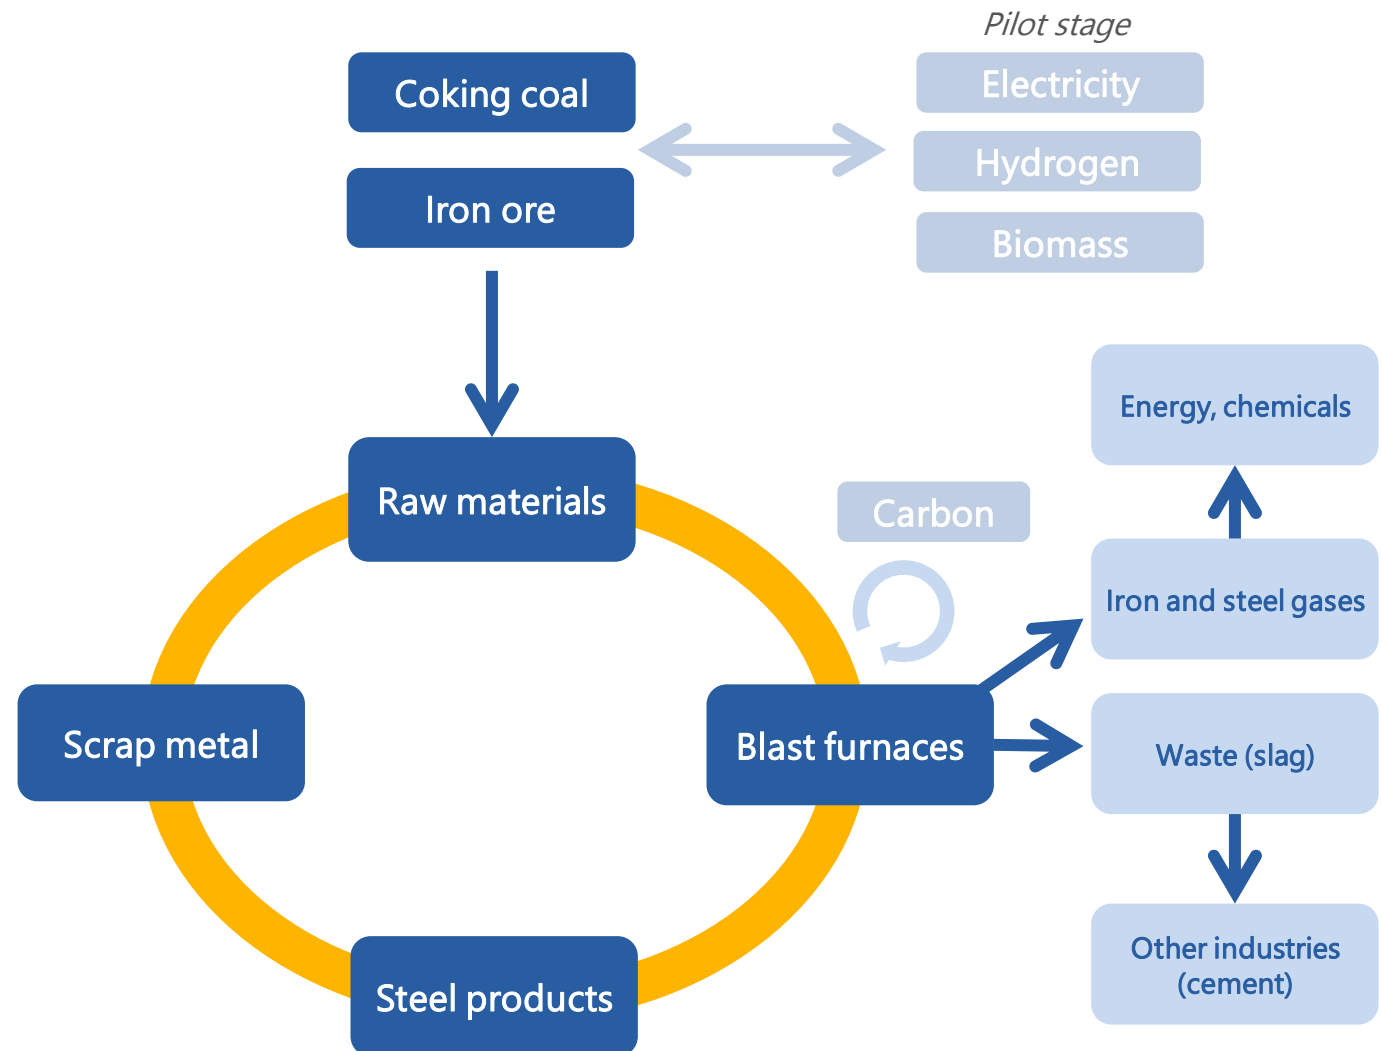 Pilot stage
Coking coal
Electricity
Hydrogen
Iron ore
Biomass
Energy, chemicals
Raw materials
Carbon
Iron and steel gases
Scrap metal
Blast furnaces
Waste (slag)
Other industries
(cement)
Steel products